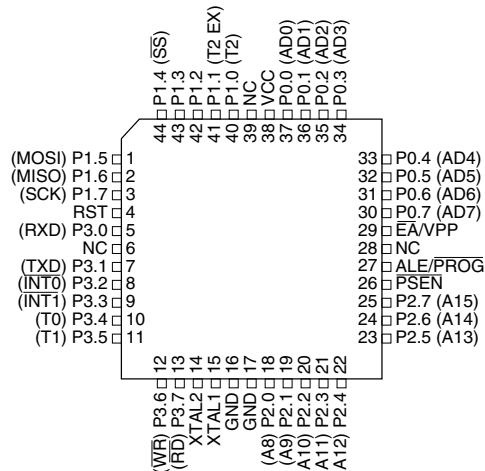 44 P1.4 (SS)
43 P1.3
42 P1.2
41 P1.1 (T2 EX)
40 P1.0 (T2)
39 NC
38 VCC
37 P0.0 (AD0)
36 P0.1 (AD1)
35 P0.2 (AD2)
34 P0.3 (AD3)
(MOSI) P1.5 1
(MISO) P1.6 2
(SCK) P1.7 3
RST 4
(RXD) P3.0 5
NC 6
(TXD) P3.1 7
(INT0) P3.2 8
(INT1) P3.3 9
(T0) P3.4 10
(T1) P3.5 11
33 P0.4 (AD4)
32 P0.5 (AD5)
31 P0.6 (AD6)
30 P0.7 (AD7)
29 EA/VPP
28 NC
27 ALE/PROG
26 PSEN
25 P2.7 (A15)
24 P2.6 (A14)
23 P2.5 (A13)
(WR) P3.6 12
(RD) P3.7 13
XTAL2 14
XTAL1 15
GND 16
GND 17
(A8) P2.0 18
(A9) P2.1 19
A10) P2.2 20
A11) P2.3 21
A12) P2.4 22